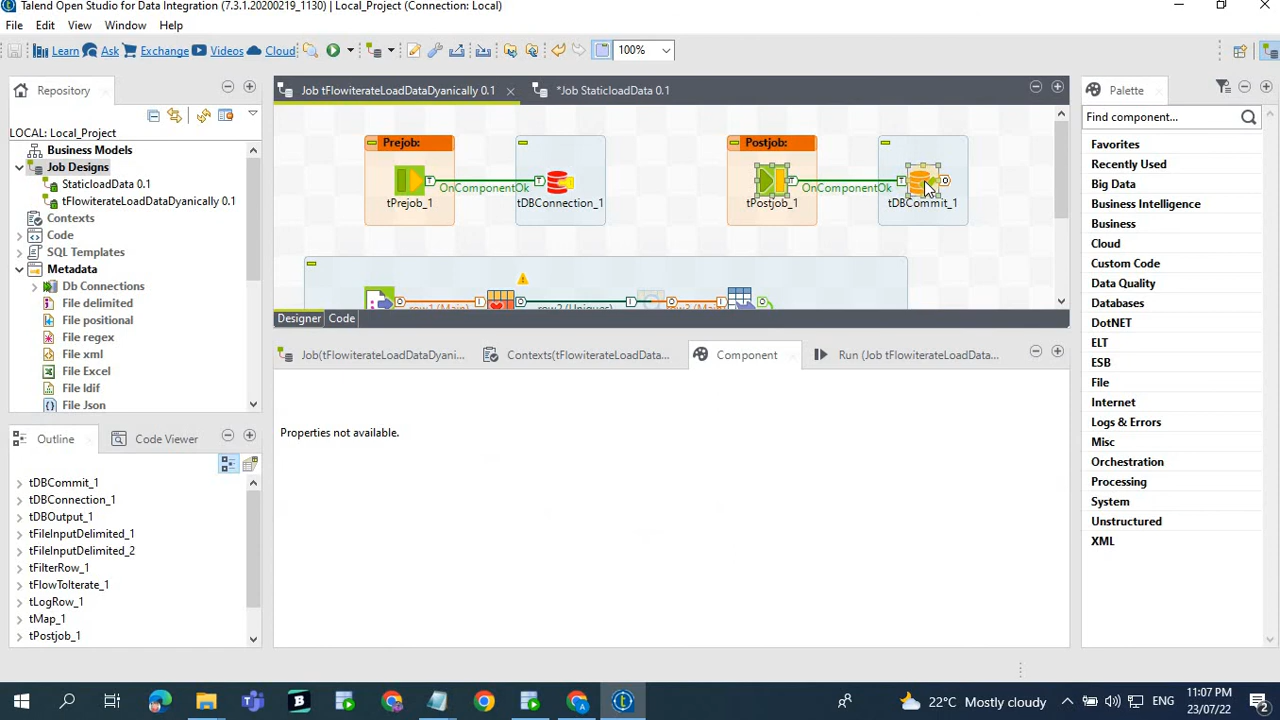 Talend Open Studio for Data Integration (7.3.1.20200219_1130) | Local_Project (Connection: Local)
File Edit View Window Help
Learn Ask Exchange Videos Cloud 100%
Repository
LOCAL: Local_Project
Business Models
Job Designs
StaticloadData 0.1
tFlowiterateLoadDataDyanically 0.1
Contexts
Code
SQL Templates
Metadata
Db Connections
File delimited
File positional
File regex
File xml
File Excel
File ldif
File Json
Outline Code Viewer
tDBCommit_1
tDBConnection_1
tDBOutput_1
tFileInputDelimited_1
tFileInputDelimited_2
tFilterRow_1
tFlowToIterate_1
tLogRow_1
tMap_1
tPostjob_1
Job tFlowiterateLoadDataDyanically 0.1 *Job StaticloadData 0.1
Prejob: Postjob:
OnComponentOk OnComponentOk
tPrejob_1 tDBConnection_1 tPostjob_1 tDBCommit_1
row1 (Main) row2 (Uniques) row3 (Main)
Designer Code
Job(tFlowiterateLoadDataDyani... Contexts(tFlowiterateLoadData... Component Run (Job tFlowiterateLoadData...
Properties not available.
Palette
Find component...
Favorites
Recently Used
Big Data
Business Intelligence
Business
Cloud
Custom Code
Data Quality
Databases
DotNET
ELT
ESB
File
Internet
Logs & Errors
Misc
Orchestration
Processing
System
Unstructured
XML
22°C Mostly cloudy ENG 11:07 PM
23/07/22 2